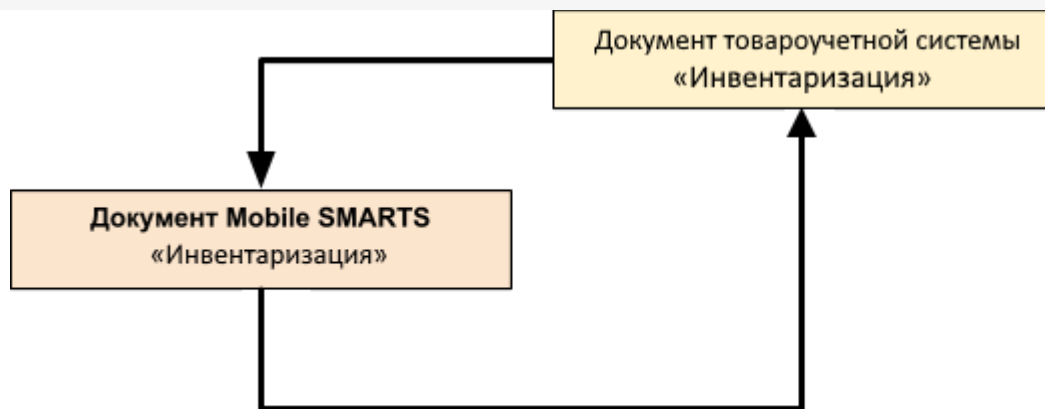 Документ товароучетной системы
«Инвентаризация»
Документ Mobile SMARTS
«Инвентаризация»